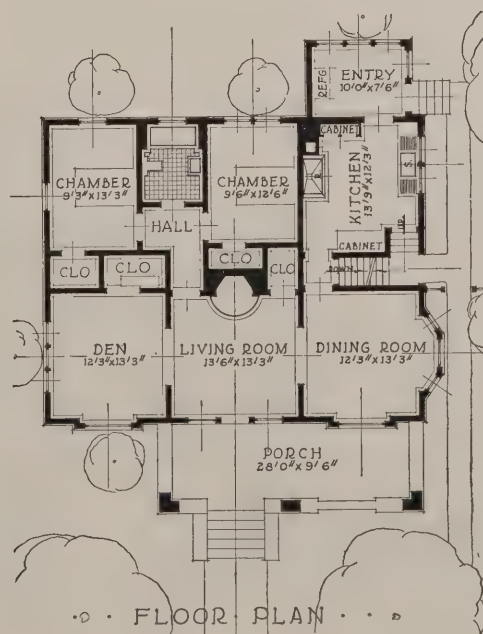 ENTRY
10'0"X7'6"
REFG
CABINET
CHAMBER
9'3"X13'3"
CHAMBER
9'6"X12'6"
KITCHEN
13'9"X12'3"
R
S
HALL
UP
CABINET
CLO
CLO
CLO
CLO
DOWN
DEN
12'3"X13'3"
LIVING ROOM
13'6"X13'3"
DINING ROOM
12'3"X13'3"
PORCH
28'0"X9'6"
FLOOR PLAN